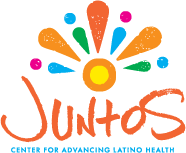 JUNTOS
CENTER FOR ADVANCING LATINO HEALTH